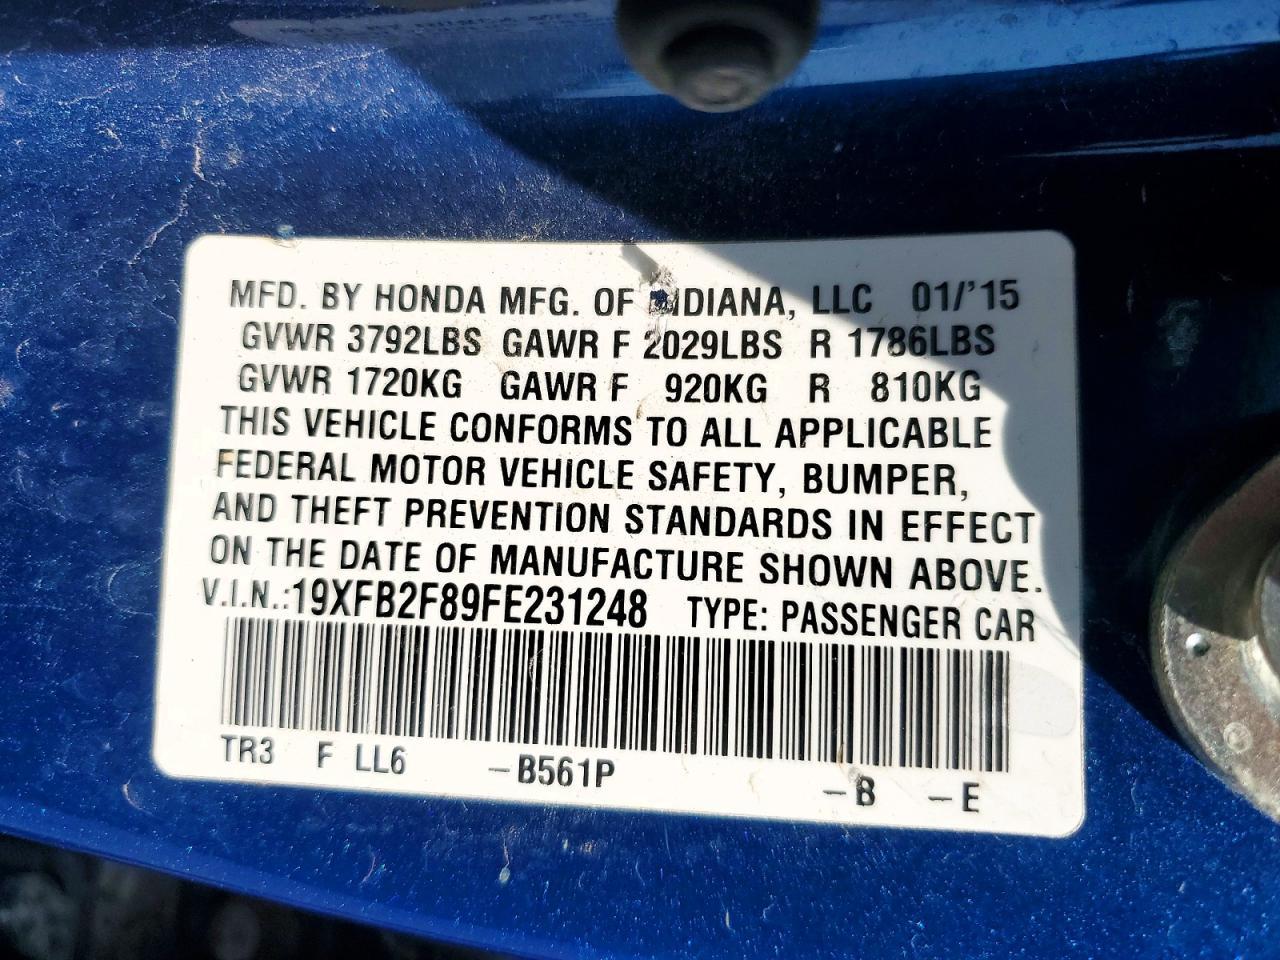 MFD. BY HONDA MFG. OF INDIANA, LLC 01/'15
GVWR 3792LBS GAWR F 2029LBS R 1786LBS
GVWR 1720KG GAWR F 920KG R 810KG
THIS VEHICLE CONFORMS TO ALL APPLICABLE
FEDERAL MOTOR VEHICLE SAFETY, BUMPER,
AND THEFT PREVENTION STANDARDS IN EFFECT
ON THE DATE OF MANUFACTURE SHOWN ABOVE.
V.I.N.:19XFB2F89FE231248 TYPE: PASSENGER CAR
TR3 F LL6 –B561P –B –E